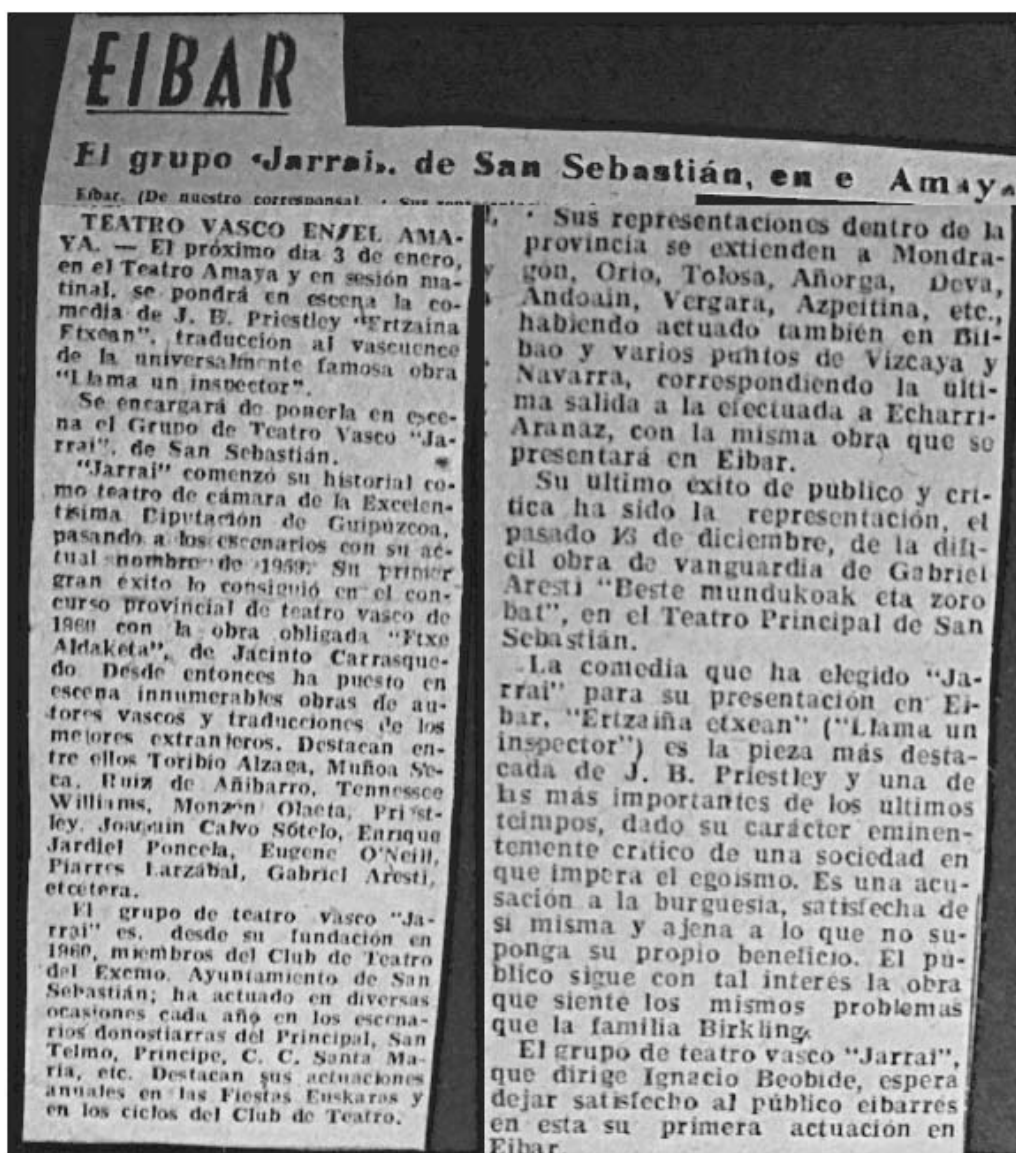 EIBAR
El grupo «Jarrai», de San Sebastián, en e Amaya
Eibar. (De nuestro corresponsal.
TEATRO VASCO EN EL AMA-
YA. — El próximo dia 3 de enero,
en el Teatro Amaya y en sesión ma-
tinal, se pondrá en escena la co-
media de J. B. Priestley "Ertzaina
Etxean", traducción al vascuence
de la universalmente famosa obra
"Llama un inspector".
Se encargará de ponerla en esce-
na el Grupo de Teatro Vasco "Ja-
rrai", de San Sebastián.
"Jarrai" comenzó su historial co-
mo teatro de cámara de la Excelen-
tísima Diputación de Guipúzcoa,
pasando a los escenarios con su ac-
tual nombre de 1959. Su primer
gran éxito lo consiguió en el con-
curso provincial de teatro vasco de
1960 con la obra obligada "Etxe
Aldaketa", de Jacinto Carrasque-
do. Desde entonces ha puesto en
escena innumerables obras de au-
tores vascos y traducciones de los
mejores extranjeros. Destacan en-
tre ellos Toribio Alzaga, Muñoa Se-
ca, Ruiz de Añibarro, Tennessee
Williams, Monzón Olaeta, Priest-
ley, Joaquin Calvo Sótelo, Enrique
Jardiel Poncela, Eugene O'Neill,
Piarres Larzábal, Gabriel Aresti,
etcétera.
El grupo de teatro vasco "Ja-
rrai" es, desde su fundación en
1960, miembros del Club de Teatro
del Excmo. Ayuntamiento de San
Sebastián; ha actuado en diversas
ocasiones cada año en los escena-
rios donostiarras del Principal, San
Telmo, Principe, C. C. Santa Ma-
ria, etc. Destacan sus actuaciones
anuales en las Fiestas Euskaras y
en los ciclos del Club de Teatro.
Sus representaciones dentro de la
provincia se extienden a Mondra-
gón, Orio, Tolosa, Añorga, Deva,
Andoain, Vergara, Azpeitina, etc.,
habiendo actuado también en Bil-
bao y varios puntos de Vizcaya y
Navarra, correspondiendo la ulti-
ma salida a la efectuada a Echarri-
Aranaz, con la misma obra que se
presentará en Eibar.
Su ultimo éxito de publico y cri-
tica ha sido la representación, el
pasado de diciembre, de la difi-
cil obra de vanguardia de Gabriel
Aresti "Beste mundukoak eta zoro
bat", en el Teatro Principal de San
Sebastián.
La comedia que ha elegido "Ja-
rrai" para su presentación en Ei-
bar, "Ertzaiña etxean" ("Llama un
inspector") es la pieza más desta-
cada de J. B. Priestley y una de
las más importantes de los ultimos
teimpos, dado su carácter eminen-
temente critico de una sociedad en
que impera el egoismo. Es una acu-
sación a la burguesia, satisfecha de
si misma y ajena a lo que no su-
ponga su propio beneficio. El pú-
blico sigue con tal interés la obra
que siente los mismos problemas
que la familia Birkling.
El grupo de teatro vasco "Jarrai",
que dirige Ignacio Beobide, espera
dejar satisfecho al público eibarrés
en esta su primera actuación en
Eibar.